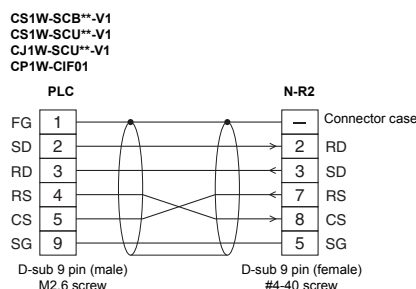 CS1W-SCB**-V1
CS1W-SCU**-V1
CJ1W-SCU**-V1
CP1W-CIF01
PLC N-R2
FG 1 – Connector case
SD 2 2 RD
RD 3 3 SD
RS 4 7 RS
CS 5 8 CS
SG 9 5 SG
D-sub 9 pin (male) D-sub 9 pin (female)
M2.6 screw #4-40 screw